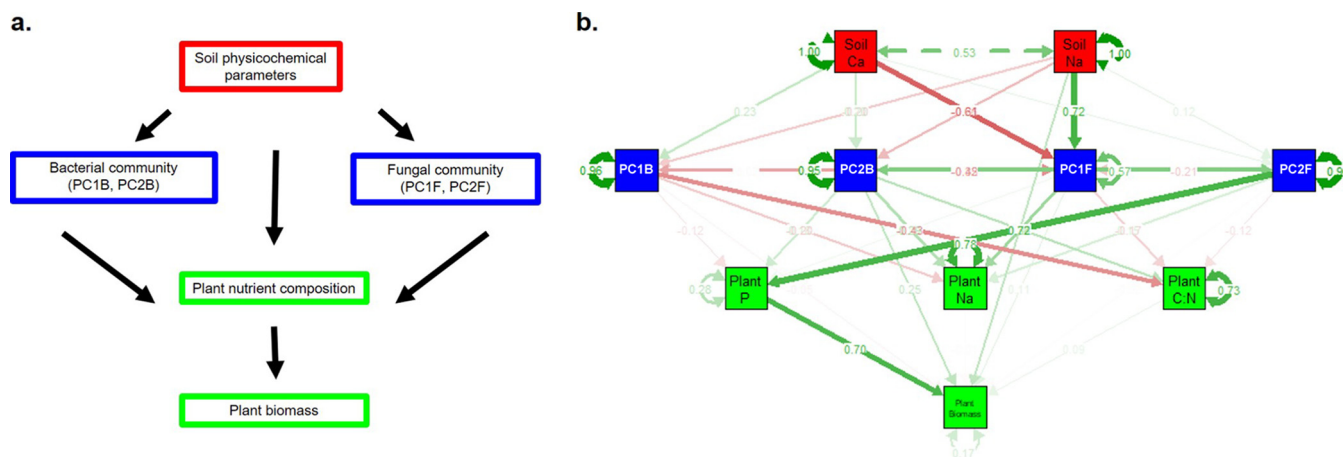 a.
Soil physicochemical
parameters
Bacterial community
(PC1B, PC2B)
Fungal community
(PC1F, PC2F)
Plant nutrient composition
Plant biomass
b.
Soil
Ca
Soil
Na
1.00
0.53
1.00
0.23
-0.61
0.72
0.12
PC1B
PC2B
PC1F
PC2F
0.96
0.95
0.57
-0.21
0.9
-0.12
0.72
-0.17
-0.12
0.78
Plant
P
Plant
Na
Plant
C:N
0.28
0.25
0.73
0.70
Plant
Biomass
0.17